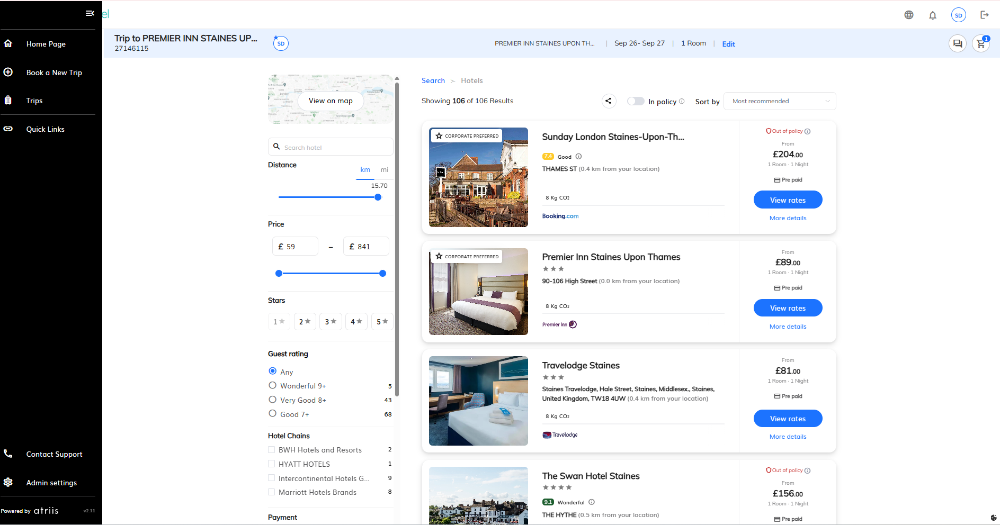 el
SD
Trip to PREMIER INN STAINES UP...
27146115
SD
PREMIER INN STAINES UPON TH...
Sep 26- Sep 27
1 Room
Edit
1
Home Page
Book a New Trip
Trips
Quick Links
Contact Support
Admin settings
Powered by atriis
v2.11
View on map
Search hotel
Distance
km
mi
15.70
Price
£ 59
–
£ 841
Stars
1
2
3
4
5
Guest rating
Any
Wonderful 9+
5
Very Good 8+
43
Good 7+
68
Hotel Chains
BWH Hotels and Resorts
2
HYATT HOTELS
1
Intercontinental Hotels G...
9
Marriott Hotels Brands
8
Payment
Search > Hotels
Showing 106 of 106 Results
In policy
Sort by
Most recommended
CORPORATE PREFERRED
Sunday London Staines-Upon-Th...
7.4 Good
THAMES ST (0.4 km from your location)
8 Kg CO2
Booking.com
Out of policy
From
£204.00
1 Room · 1 Night
Pre paid
View rates
More details
CORPORATE PREFERRED
Premier Inn Staines Upon Thames
90-106 High Street (0.0 km from your location)
8 Kg CO2
Premier Inn
From
£89.00
1 Room · 1 Night
Pre paid
View rates
More details
Travelodge Staines
Staines Travelodge, Hale Street, Staines, Middlesex., Staines,
United Kingdom, TW18 4UW (0.4 km from your location)
8 Kg CO2
Travelodge
From
£81.00
1 Room · 1 Night
Pre paid
View rates
More details
The Swan Hotel Staines
9.1 Wonderful
THE HYTHE (0.5 km from your location)
Out of policy
From
£156.00
1 Room · 1 Night
Pre paid